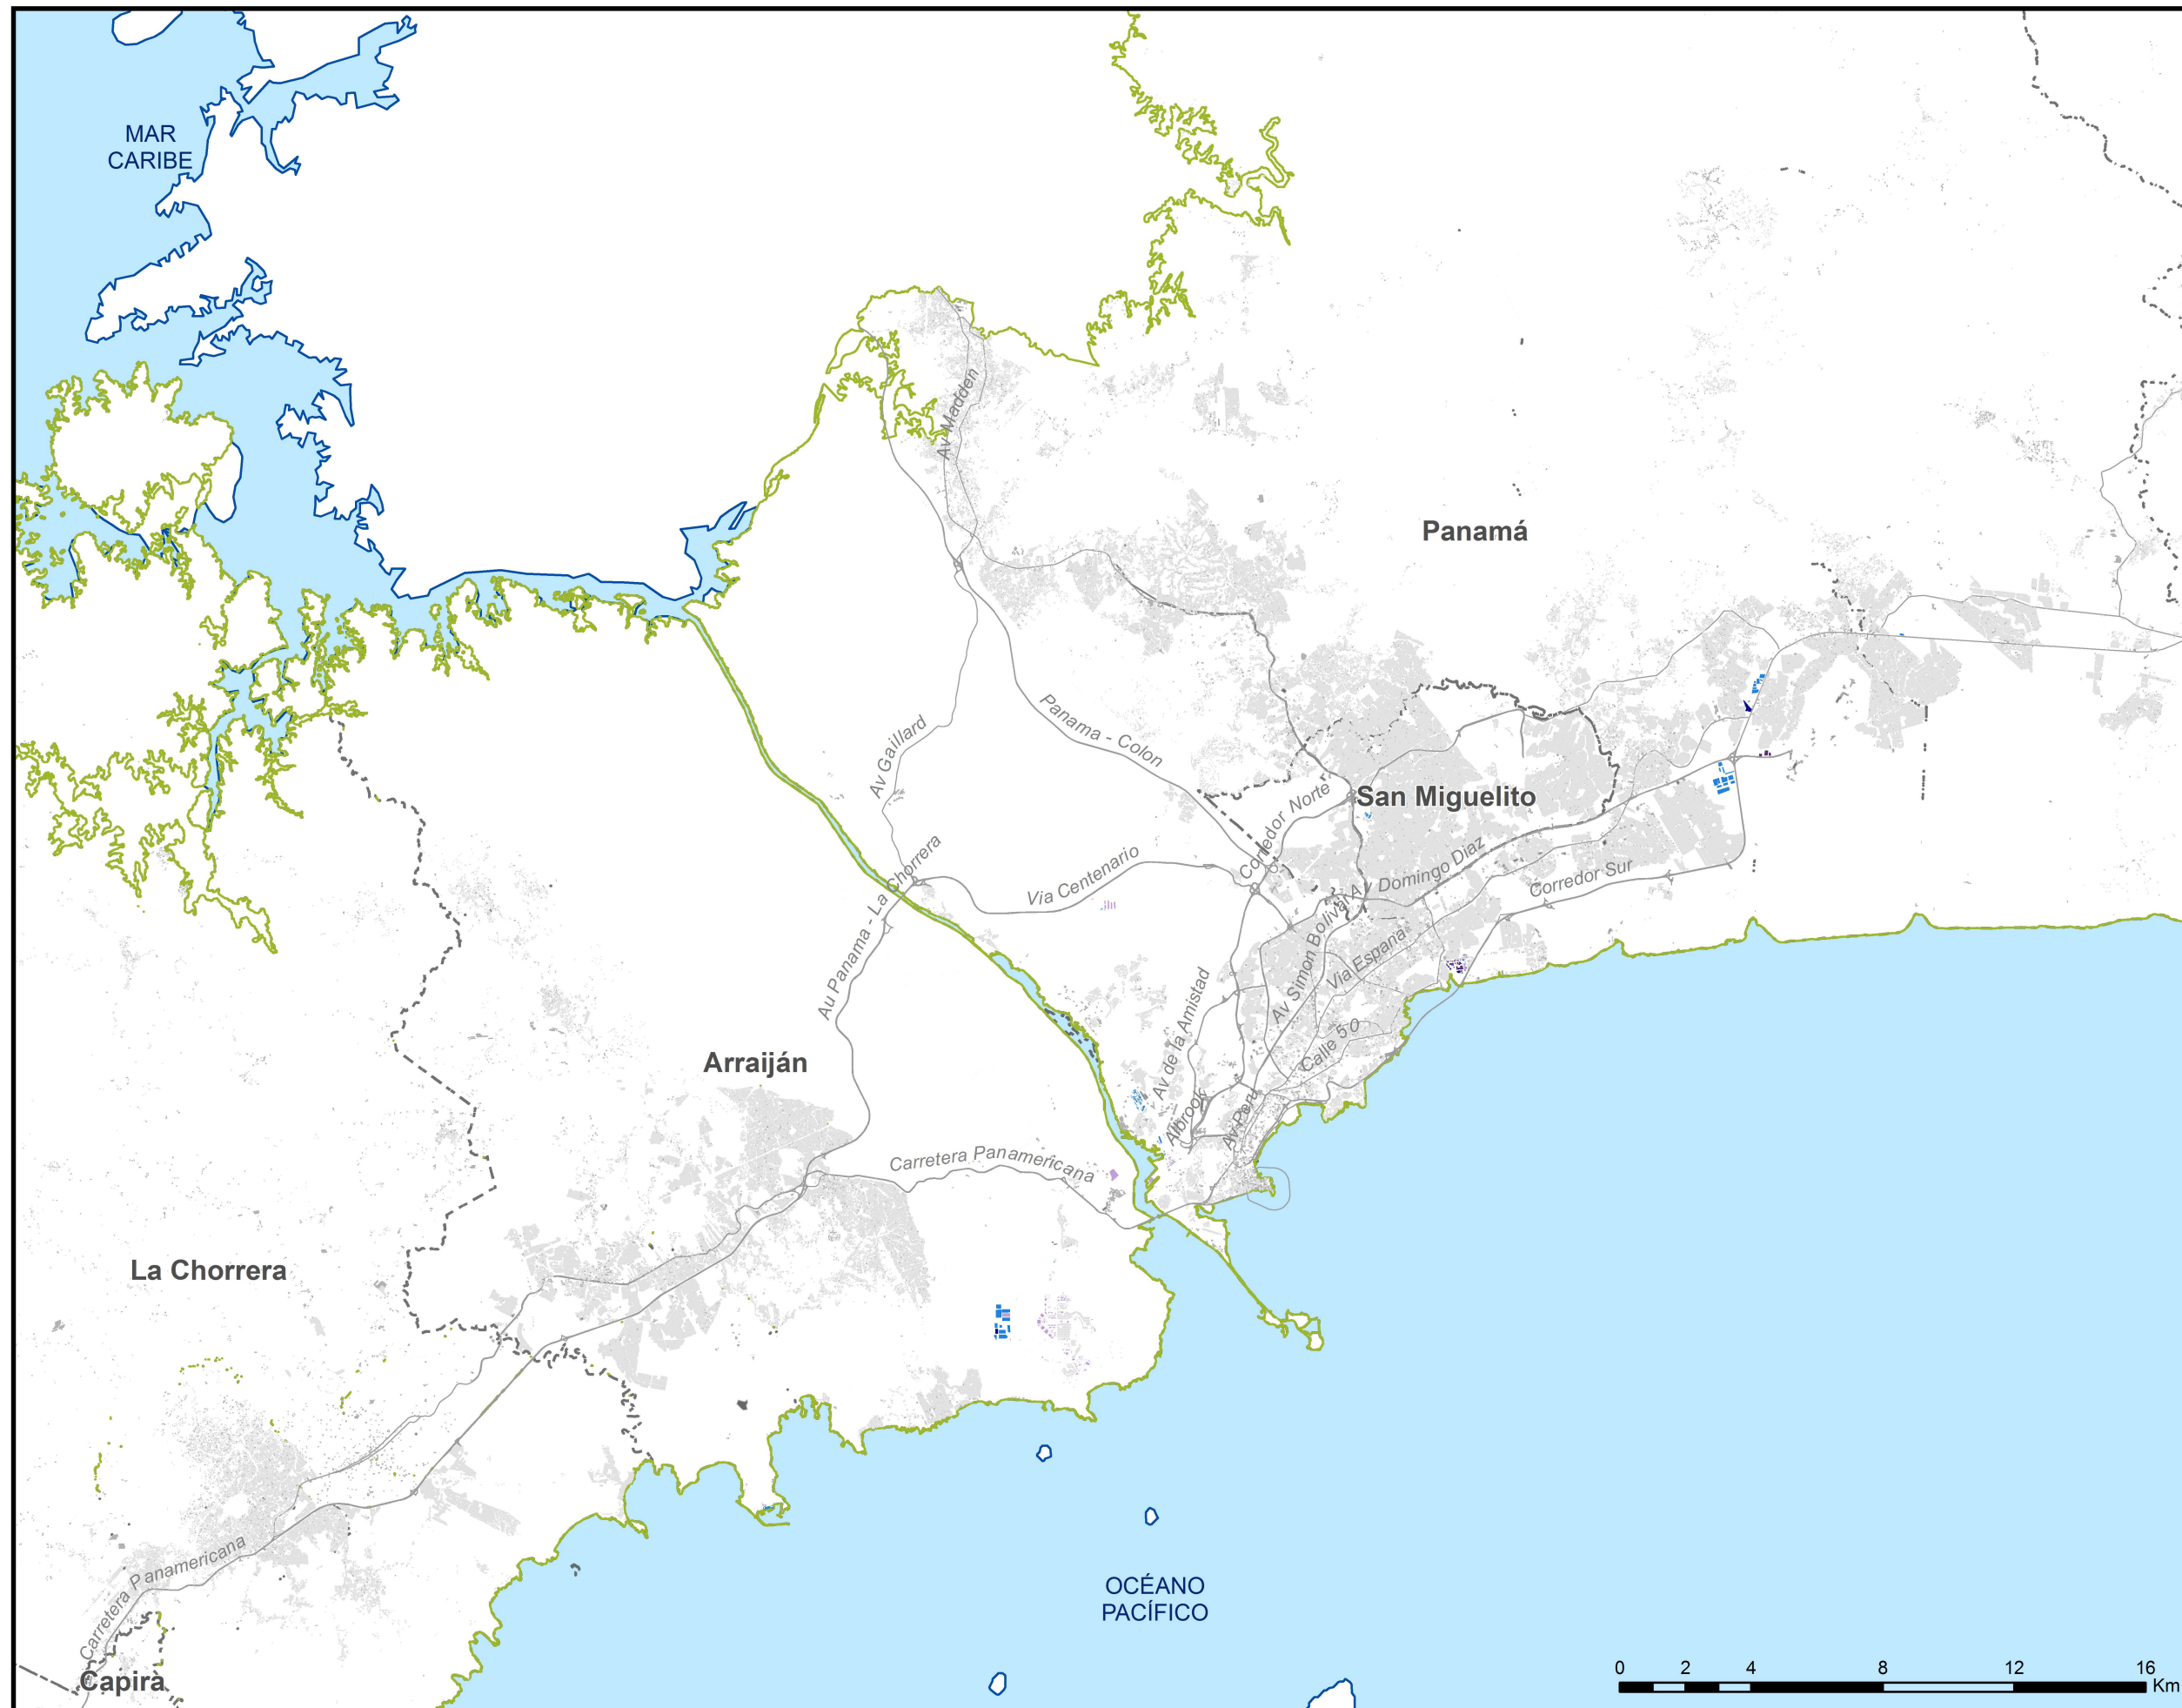 MAR
CARIBE
Av Madden
Panamá
Panama - Colon
Av Gaillard
Corredor Norte
San Miguelito
Au Panama - La Chorrera
Via Centenario
Av Domingo Diaz
Corredor Sur
Av Simon Bolivar
Via España
Av de la Amistad
Calle 50
Arraiján
Albrook
Av Peru
Carretera Panamericana
La Chorrera
Carretera Panamericana
OCÉANO
PACÍFICO
Capirà
0 2 4 8 12 16
Km